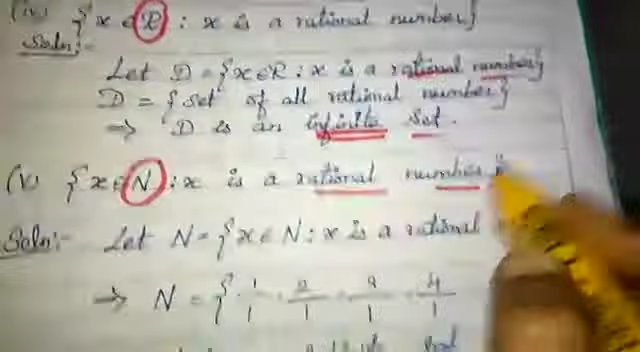 (iv) {x ∈ R : x is a rational number}
Soln:-
Let D = {x∈R : x is a rational number}
D = {set of all rational number}
⇒ D is an infinite set.
(v) {x ∈ N : x is a rational number}
Soln:- Let N = {x ∈ N : x is a rational
⇒ N = { 1/1 2/1 3/1 4/1